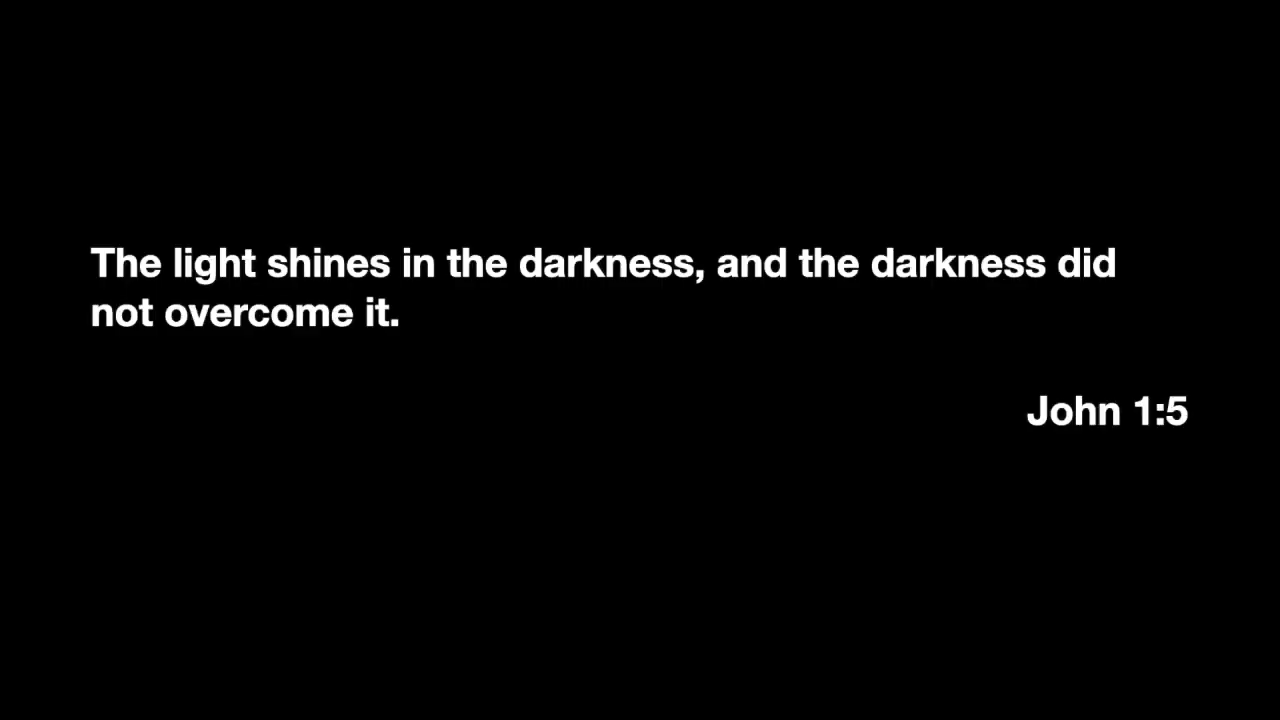 The light shines in the darkness, and the darkness did
not overcome it.
John 1:5